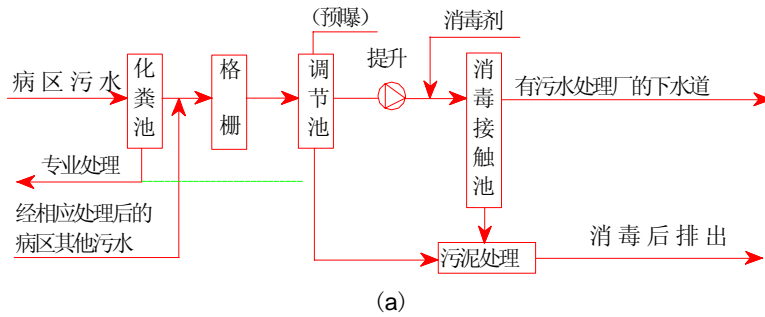 (预曝)
消毒剂
提升
病区污水
化粪池
格栅
调节池
消毒接触池
有污水处理厂的下水道
专业处理
经相应处理后的
病区其他污水
污泥处理
消毒后排出
(a)